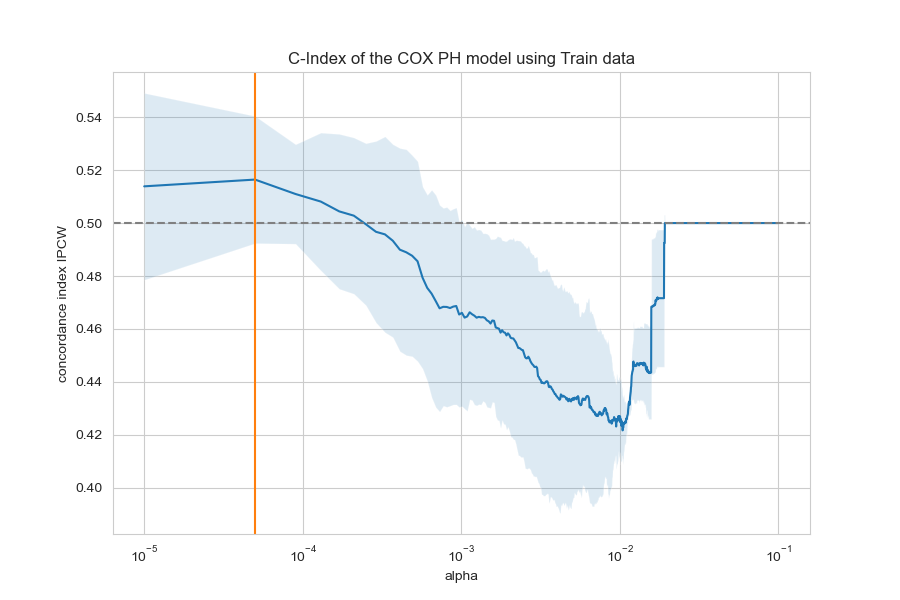 C-Index of the COX PH model using Train data
concordance index IPCW
0.54
0.52
0.50
0.48
0.46
0.44
0.42
0.40
10⁻⁵ 10⁻⁴ 10⁻³ 10⁻² 10⁻¹
alpha